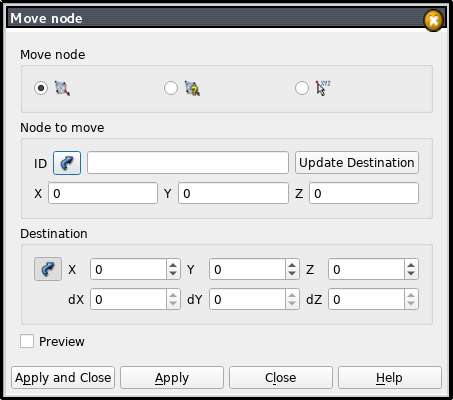 Move node
Move node
XYZ
Node to move
ID Update Destination
X 0 Y 0 Z 0
Destination
X 0 Y 0 Z 0
dX 0 dY 0 dZ 0
Preview
Apply and Close Apply Close Help